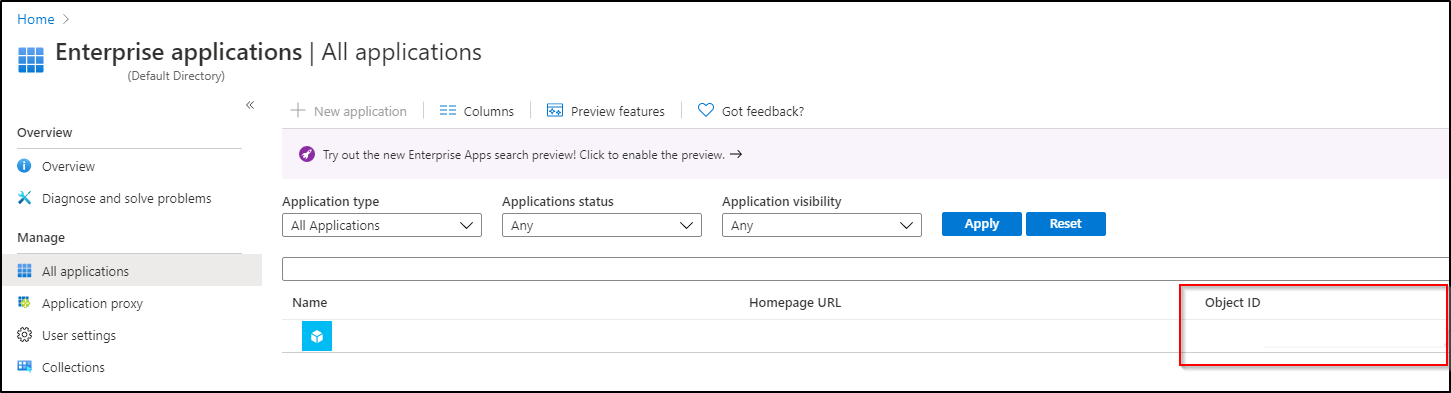 Home >
Enterprise applications | All applications
(Default Directory)
«
Overview
Overview
Diagnose and solve problems
Manage
All applications
Application proxy
User settings
Collections
+ New application Columns Preview features Got feedback?
Try out the new Enterprise Apps search preview! Click to enable the preview. →
Application type Applications status Application visibility
All Applications Any Any Apply Reset
Name Homepage URL Object ID